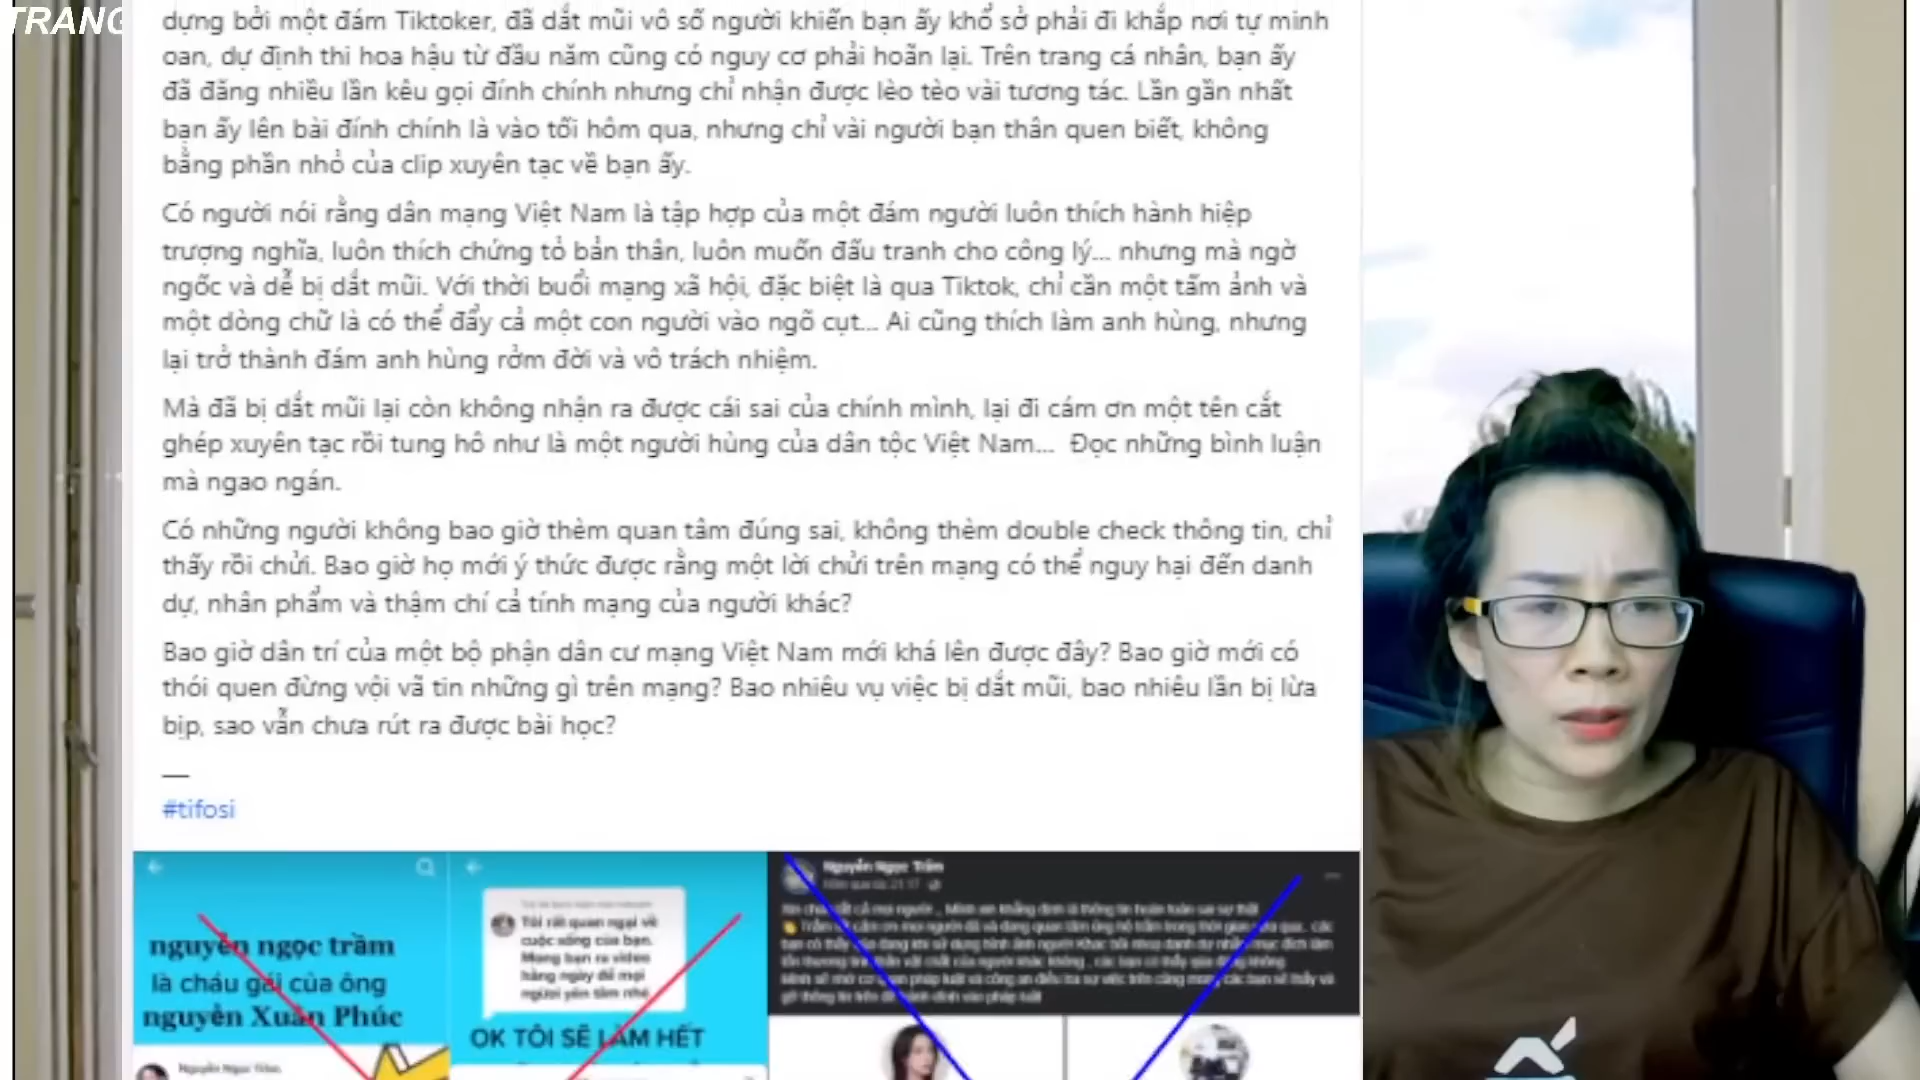 TRANG
dựng bởi một đám Tiktoker, đã dắt mũi vô số người khiến bạn ấy khổ sở phải đi khắp nơi tự minh
oan, dự định thi hoa hậu từ đầu năm cũng có nguy cơ phải hoãn lại. Trên trang cá nhân, bạn ấy
đã đăng nhiều lần kêu gọi đính chính nhưng chỉ nhận được lèo tèo vài tương tác. Lần gần nhất
bạn ấy lên bài đính chính là vào tối hôm qua, nhưng chỉ vài người bạn thân quen biết, không
bằng phần nhỏ của clip xuyên tạc về bạn ấy.
Có người nói rằng dân mạng Việt Nam là tập hợp của một đám người luôn thích hành hiệp
trượng nghĩa, luôn thích chứng tỏ bản thân, luôn muốn đấu tranh cho công lý... nhưng mà ngờ
ngốc và dễ bị dắt mũi. Với thời buổi mạng xã hội, đặc biệt là qua Tiktok, chỉ cần một tấm ảnh và
một dòng chữ là có thể đẩy cả một con người vào ngõ cụt... Ai cũng thích làm anh hùng, nhưng
lại trở thành đám anh hùng rởm đời và vô trách nhiệm.
Mà đã bị dắt mũi lại còn không nhận ra được cái sai của chính mình, lại đi cám ơn một tên cắt
ghép xuyên tạc rồi tung hô như là một người hùng của dân tộc Việt Nam... Đọc những bình luận
mà ngao ngán.
Có những người không bao giờ thèm quan tâm đúng sai, không thèm double check thông tin, chỉ
thấy rồi chửi. Bao giờ họ mới ý thức được rằng một lời chửi trên mạng có thể nguy hại đến danh
dự, nhân phẩm và thậm chí cả tính mạng của người khác?
Bao giờ dân trí của một bộ phận dân cư mạng Việt Nam mới khá lên được đây? Bao giờ mới có
thói quen đừng vội vã tin những gì trên mạng? Bao nhiêu vụ việc bị dắt mũi, bao nhiêu lần bị lừa
bịp, sao vẫn chưa rút ra được bài học?
—
#tifosi
nguyễn ngọc trầm
là cháu gái của ông
nguyễn Xuân Phúc
Nguyễn Ngọc Trâm
Tôi rất quan ngại về
cuộc sống của bạn.
Mong bạn ra video
hàng ngày để mọi
người yên tâm nhé
OK TÔI SẼ LÀM HẾT
Nguyễn Ngọc Trâm